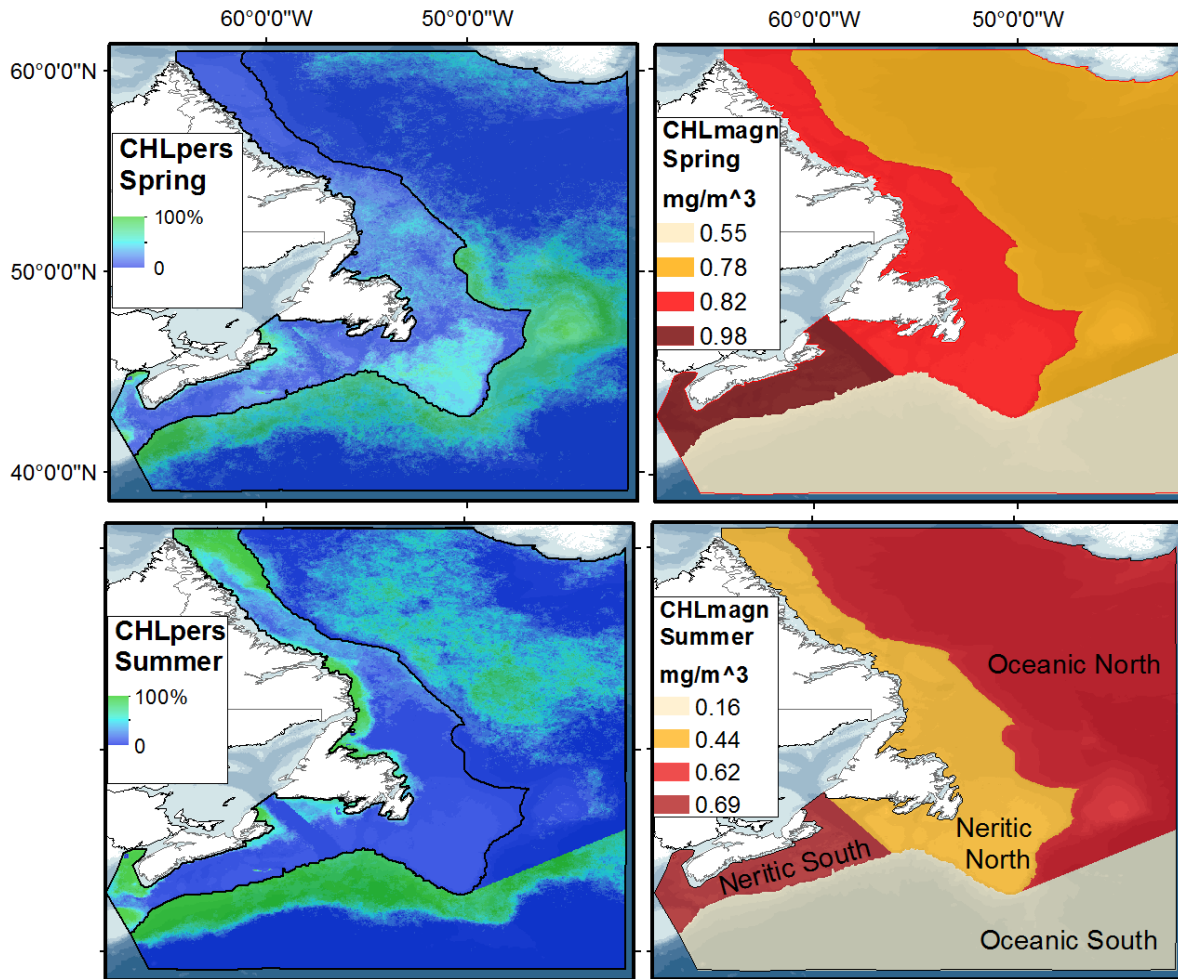 60°0'0"W
50°0'0"W
60°0'0"W
50°0'0"W
60°0'0"N
50°0'0"N
40°0'0"N
CHLpers
Spring
100%
0
CHLmagn
Spring
mg/m^3
0.55
0.78
0.82
0.98
CHLpers
Summer
100%
0
CHLmagn
Summer
mg/m^3
0.16
0.44
0.62
0.69
Oceanic North
Neritic
North
Neritic South
Oceanic South